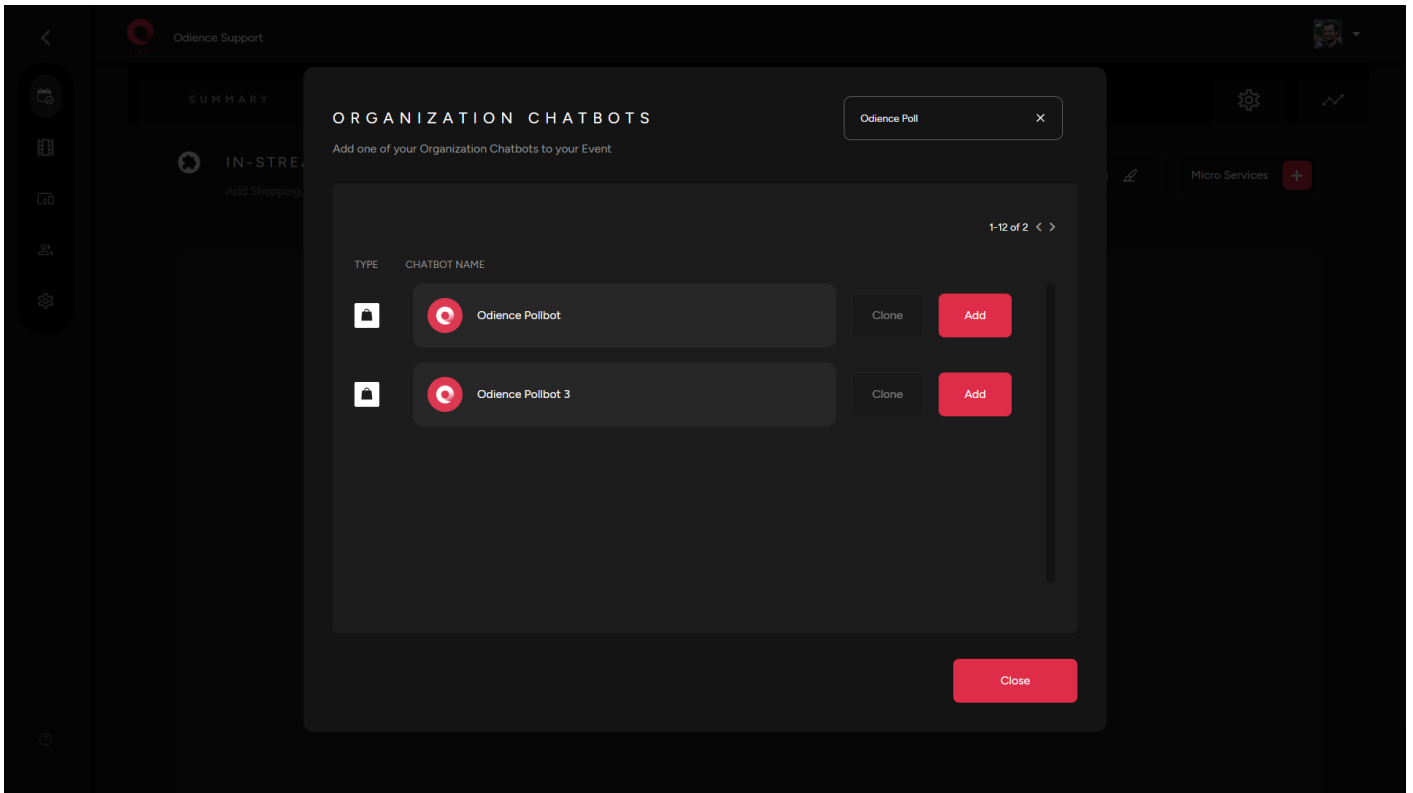 Odience Support
SUMMARY
ORGANIZATION CHATBOTS
Odience Poll
Add one of your Organization Chatbots to your Event
IN-STREA
Add Shopping,
Micro Services
1-12 of 2
TYPE CHATBOT NAME
Odience Pollbot
Clone
Add
Odience Pollbot 3
Clone
Add
Close